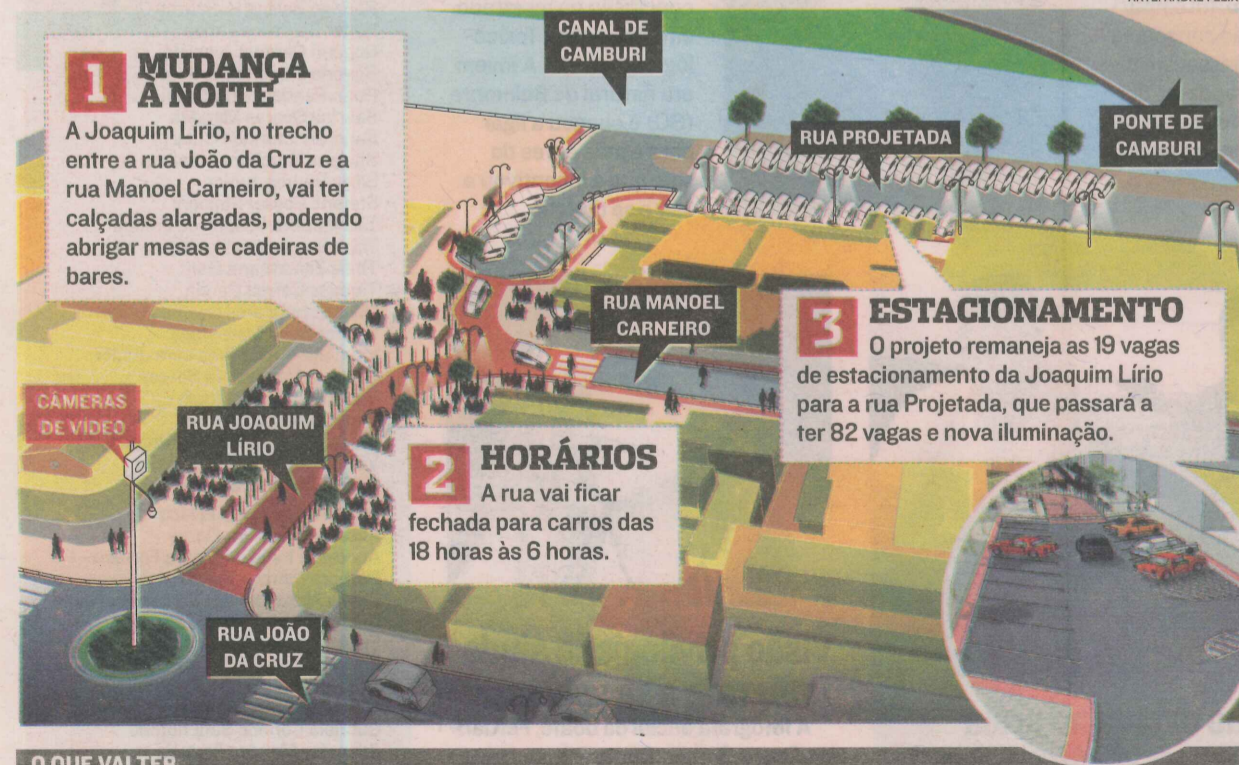 CANAL DE
CAMBURI
1 MUDANÇA
À NOITE
A Joaquim Lírio, no trecho
entre a rua João da Cruz e a
rua Manoel Carneiro, vai ter
calçadas alargadas, podendo
abrigar mesas e cadeiras de
bares.
RUA PROJETADA
PONTE DE
CAMBURI
RUA MANOEL
CARNEIRO
3 ESTACIONAMENTO
O projeto remaneja as 19 vagas
de estacionamento da Joaquim Lírio
para a rua Projetada, que passará a
ter 82 vagas e nova iluminação.
CÂMERAS
DE VÍDEO
RUA JOAQUIM
LÍRIO
2 HORÁRIOS
A rua vai ficar
fechada para carros das
18 horas às 6 horas.
RUA JOÃO
DA CRUZ
O QUE VAI TER